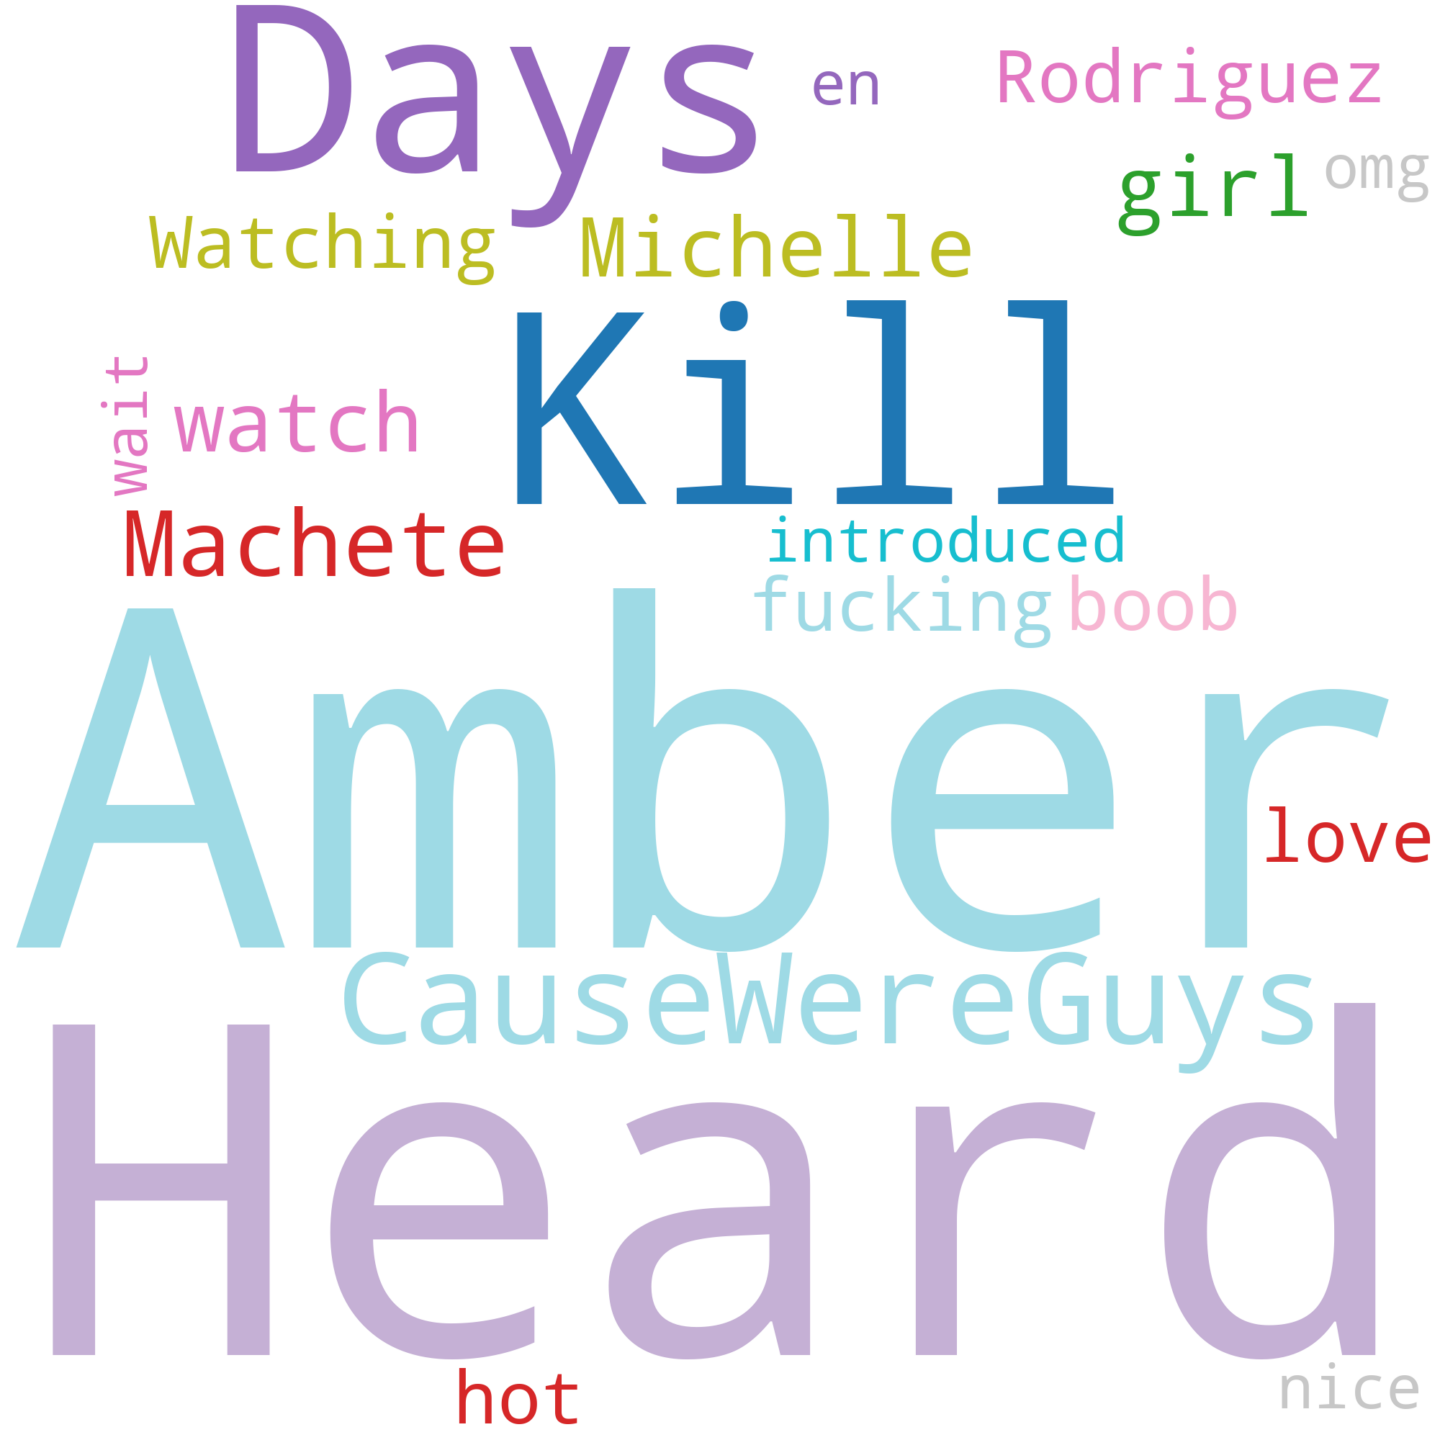 Days
en
Rodriguez
girl
omg
Watching
Michelle
Kill
wait
watch
Machete
introduced
fucking
boob
Amber
love
CauseWereGuys
Heard
hot
nice